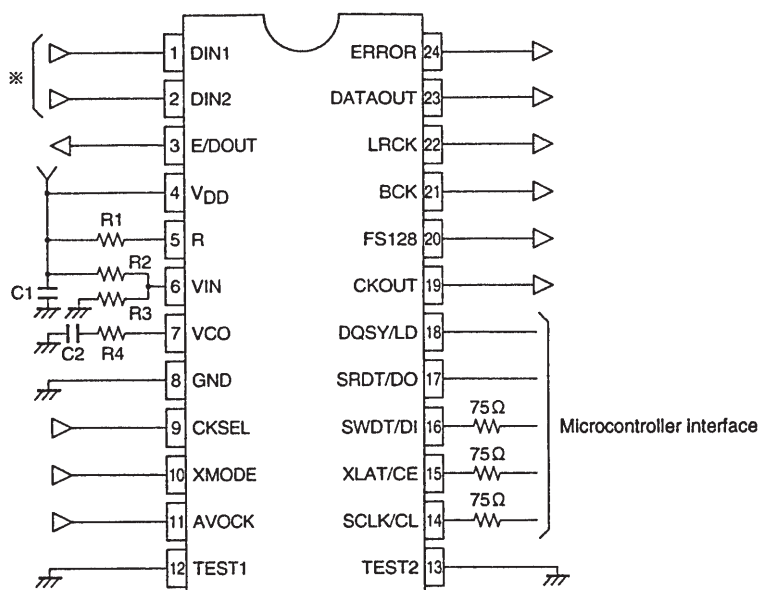 ※
1 DIN1
2 DIN2
3 E/DOUT
4 VDD
R1
5 R
R2
6 VIN
C1
R3
7 VCO
C2 R4
8 GND
9 CKSEL
10 XMODE
11 AVOCK
12 TEST1
ERROR 24
DATAOUT 23
LRCK 22
BCK 21
FS128 20
CKOUT 19
DQSY/LD 18
SRDT/DO 17
75Ω
SWDT/DI 16
Microcontroller interface
75Ω
XLAT/CE 15
75Ω
SCLK/CL 14
TEST2 13